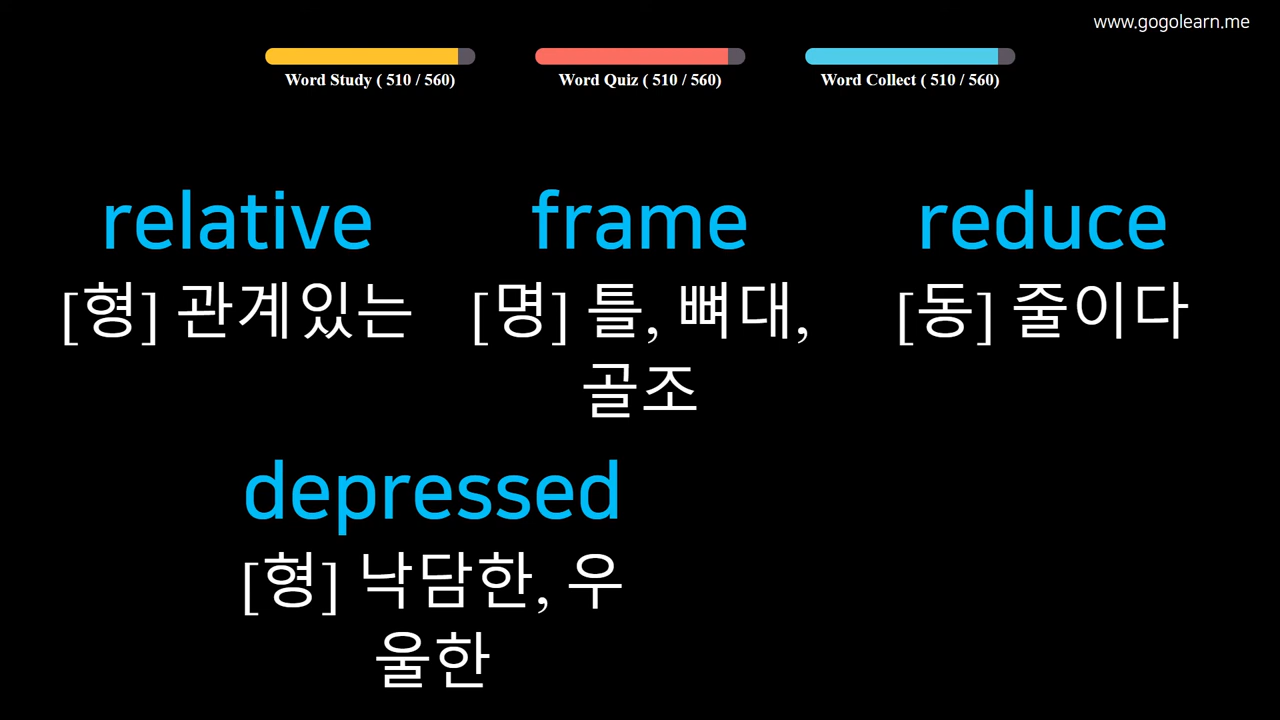 www.gogolearn.me
Word Study ( 510 / 560) Word Quiz ( 510 / 560) Word Collect ( 510 / 560)
relative
[형] 관계있는
frame
[명] 틀, 뼈대,
골조
reduce
[동] 줄이다
depressed
[형] 낙담한, 우
울한